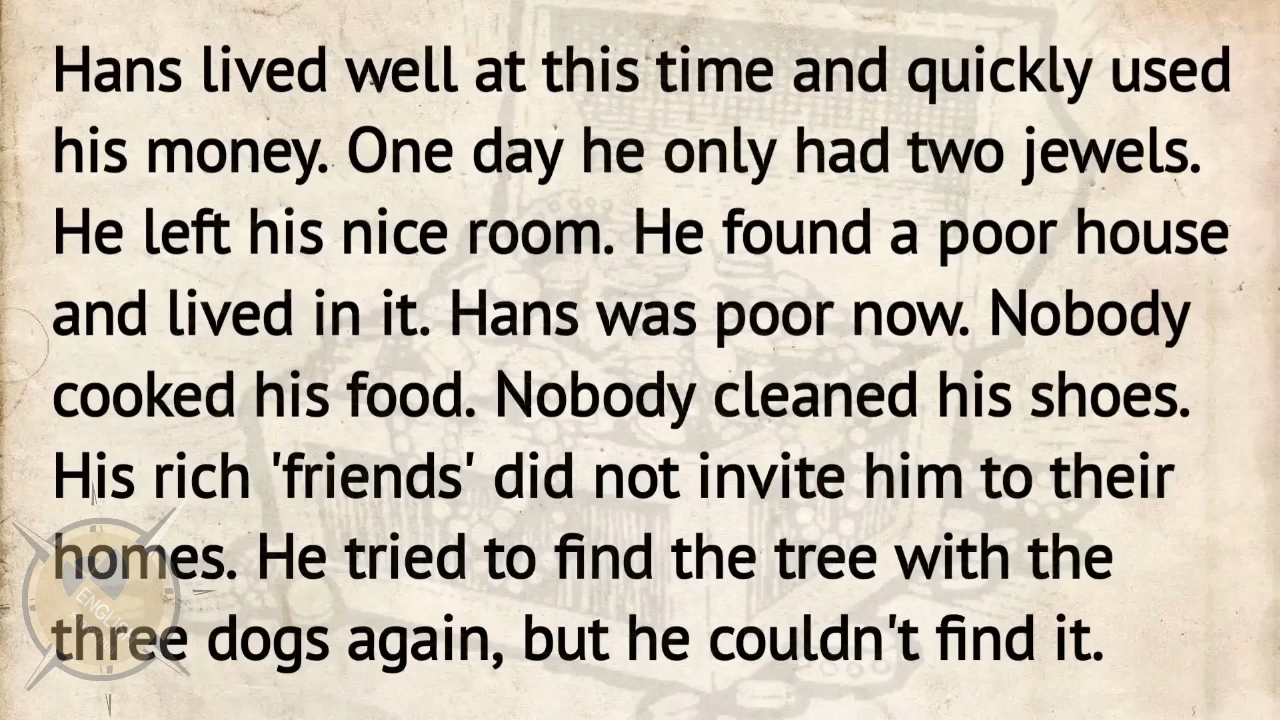 Hans lived well at this time and quickly used
his money. One day he only had two jewels.
He left his nice room. He found a poor house
and lived in it. Hans was poor now. Nobody
cooked his food. Nobody cleaned his shoes.
His rich 'friends' did not invite him to their
homes. He tried to find the tree with the
three dogs again, but he couldn't find it.
ENGLISH